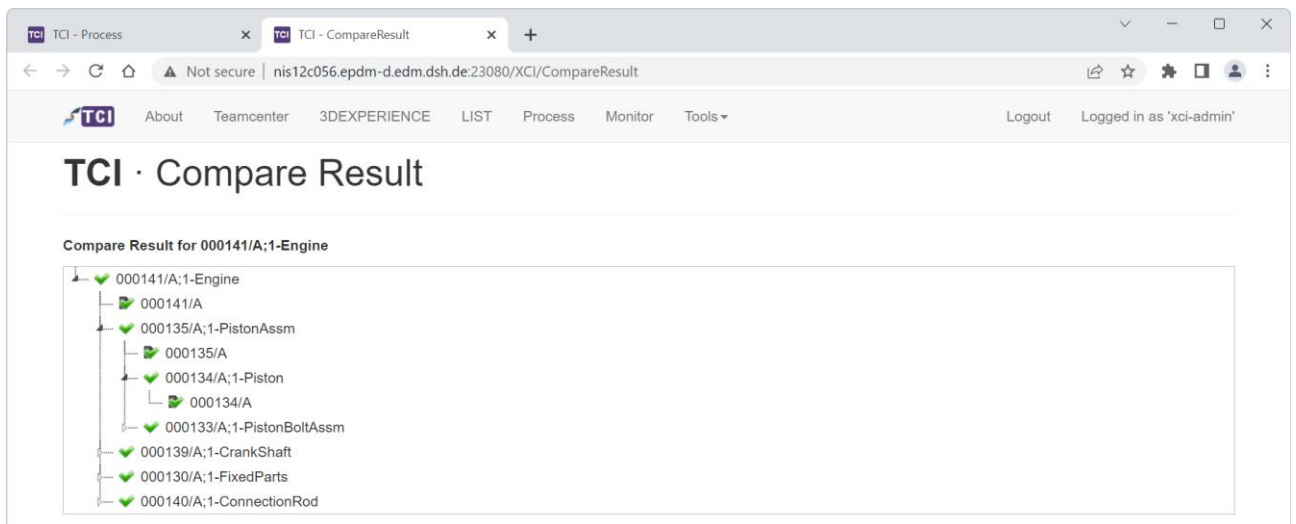 TCI TCI - Process TCI TCI - CompareResult
Not secure nis12c056.epdm-d.edm.dsh.de:23080/XCI/CompareResult
TCI About Teamcenter 3DEXPERIENCE LIST Process Monitor Tools Logout Logged in as 'xci-admin'
TCI · Compare Result
Compare Result for 000141/A;1-Engine
000141/A;1-Engine
000141/A
000135/A;1-PistonAssm
000135/A
000134/A;1-Piston
000134/A
000133/A;1-PistonBoltAssm
000139/A;1-CrankShaft
000130/A;1-FixedParts
000140/A;1-ConnectionRod